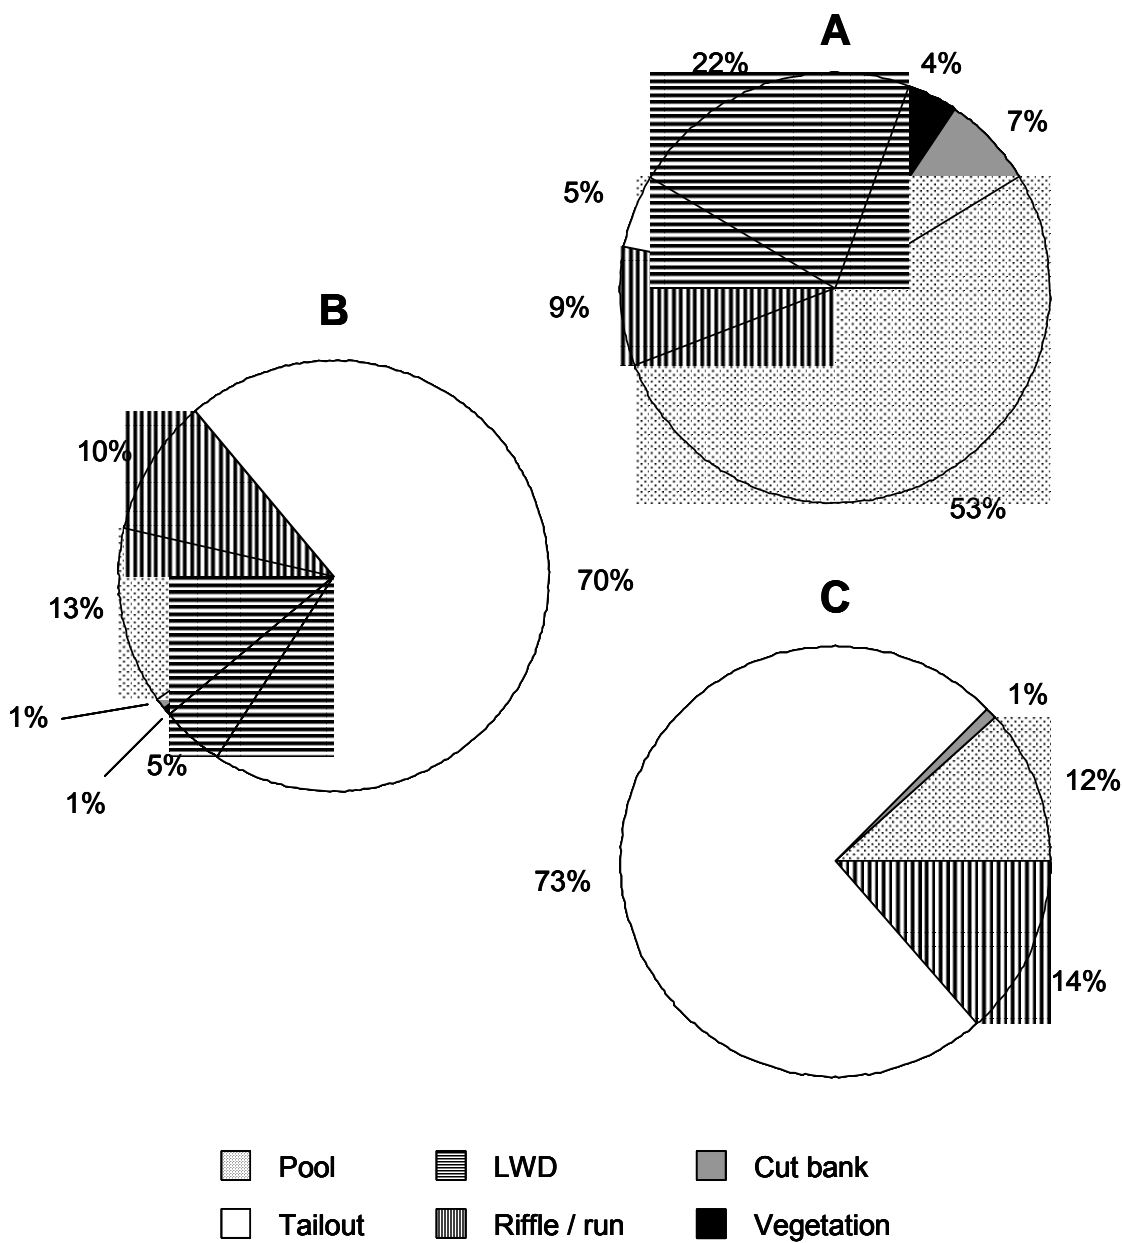 A
22%
4%
7%
5%
9%
53%
B
10%
70%
13%
1%
5%
1%
C
1%
12%
73%
14%
Pool
LWD
Cut bank
Tailout
Riffle / run
Vegetation